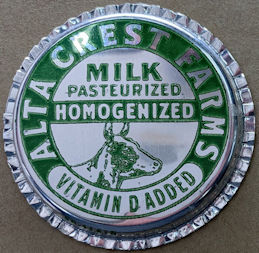 ALTA CREST FARMS
MILK
PASTEURIZED
HOMOGENIZED
VITAMIN D ADDED